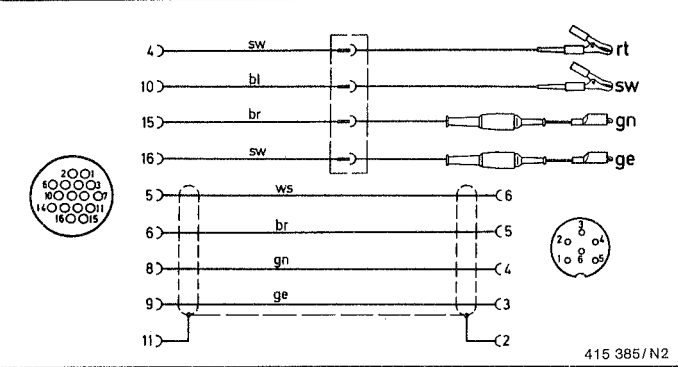 4 sw rt
10 bl sw
15 br gn
16 sw ge
5 ws 6
6 br 5
8 gn 4
9 ge 3
11 2
2 1
6 3
10 7
14 11
16 15
3
2 4
1 6 5
415 385/N2